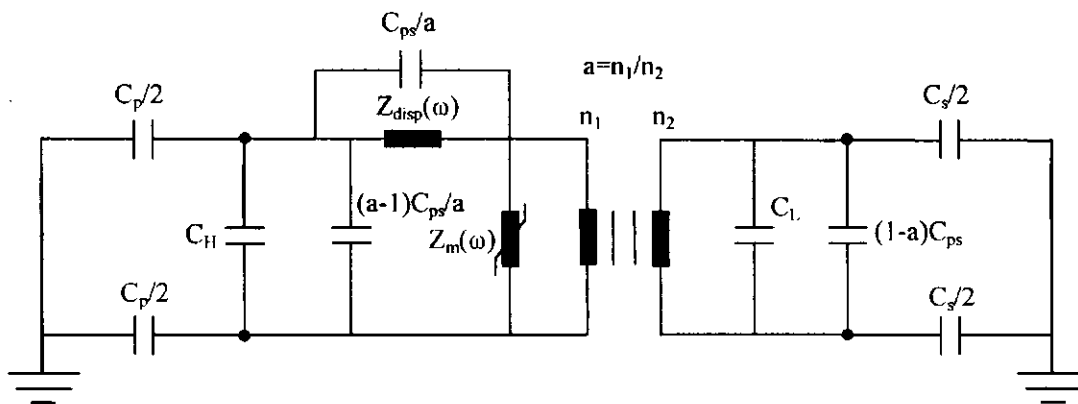 C_ps/a
a=n_1/n_2
C_p/2
Z_disp(ω)
n_1
n_2
C_s/2
(a-1)C_ps/a
C_H
Z_m(ω)
C_L
(1-a)C_ps
C_p/2
C_s/2